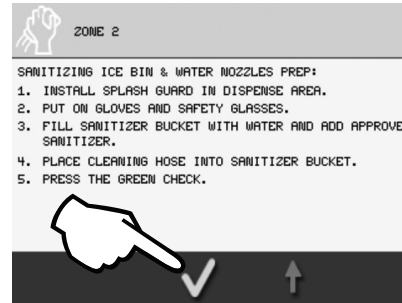 ZONE 2
SANITIZING ICE BIN & WATER NOZZLES PREP:
1. INSTALL SPLASH GUARD IN DISPENSE AREA.
2. PUT ON GLOVES AND SAFETY GLASSES.
3. FILL SANITIZER BUCKET WITH WATER AND ADD APPROVE
SANITIZER.
4. PLACE CLEANING HOSE INTO SANITIZER BUCKET.
5. PRESS THE GREEN CHECK.